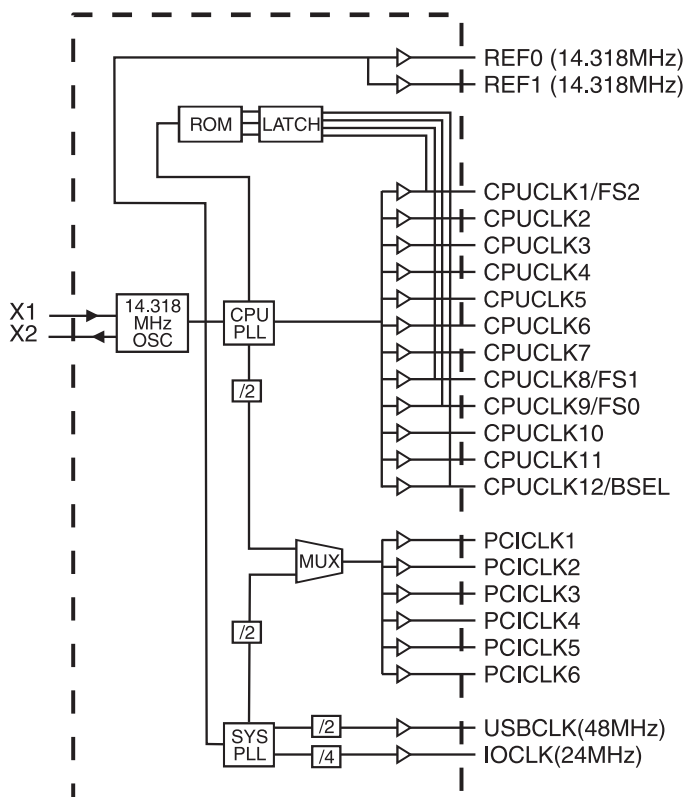 REF0 (14.318MHz)
REF1 (14.318MHz)
ROM
LATCH
CPUCLK1/FS2
CPUCLK2
CPUCLK3
CPUCLK4
CPUCLK5
CPUCLK6
CPUCLK7
CPUCLK8/FS1
CPUCLK9/FS0
CPUCLK10
CPUCLK11
CPUCLK12/BSEL
X1
X2
14.318
MHz
OSC
CPU
PLL
/2
MUX
PCICLK1
PCICLK2
PCICLK3
PCICLK4
PCICLK5
PCICLK6
/2
SYS
PLL
/2
USBCLK(48MHz)
/4
IOCLK(24MHz)